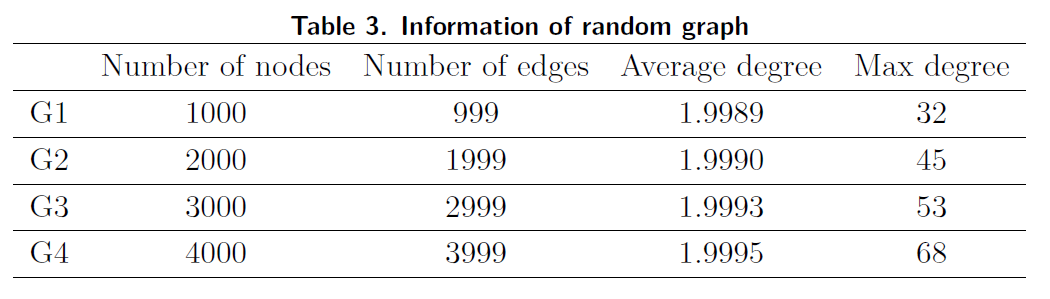 Table 3. Information of random graph
Number of nodes Number of edges Average degree Max degree
G1 1000 999 1.9989 32
G2 2000 1999 1.9990 45
G3 3000 2999 1.9993 53
G4 4000 3999 1.9995 68